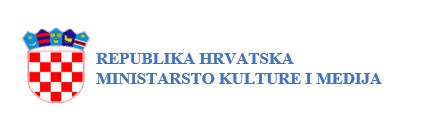 REPUBLIKA HRVATSKA
MINISTARSTO KULTURE I MEDIJA